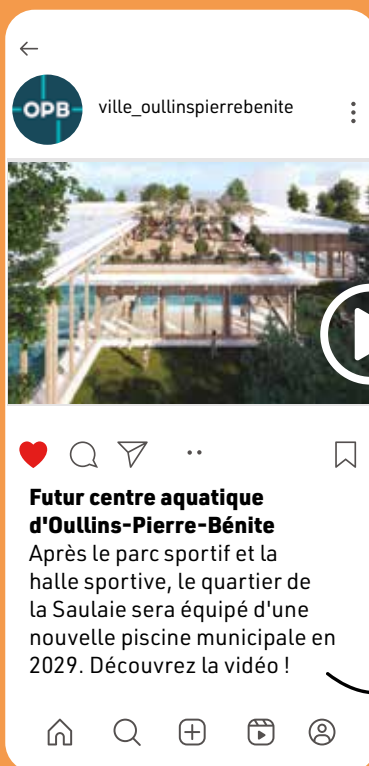 OPB
ville_oullinspierrebenite
Futur centre aquatique
d'Oullins-Pierre-Bénite
Après le parc sportif et la
halle sportive, le quartier de
la Saulaie sera équipé d'une
nouvelle piscine municipale en
2029. Découvrez la vidéo !